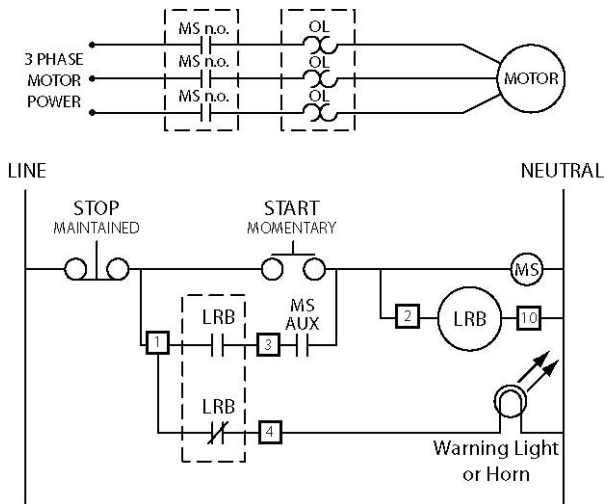 MS n.o.
OL
3 PHASE
MOTOR
POWER
MS n.o.
OL
MOTOR
MS n.o.
OL
LINE
NEUTRAL
STOP
MAINTAINED
START
MOMENTARY
MS
LRB
MS
AUX
2
LRB
10
1
3
LRB
4
Warning Light
or Horn